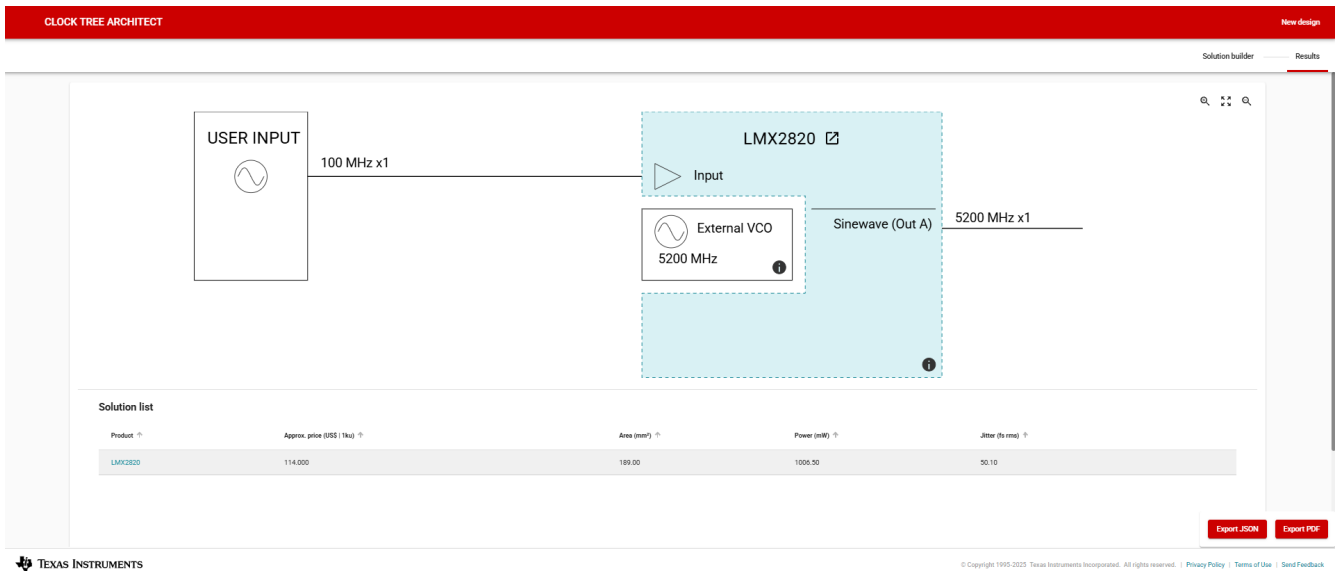 CLOCK TREE ARCHITECT
New design
Solution builder
Results
USER INPUT
100 MHz x1
LMX2820
Input
External VCO
5200 MHz
Sinewave (Out A)
5200 MHz x1
Solution list
Product ↑ Approx. price (US$ | 1ku) ↑ Area (mm²) ↑ Power (mW) ↑ Jitter (fs rms) ↑
LMX2820 114.000 189.00 1006.50 50.10
Export JSON
Export PDF
TEXAS INSTRUMENTS
© Copyright 1995-2025 Texas Instruments Incorporated. All rights reserved. | Privacy Policy | Terms of Use | Send Feedback